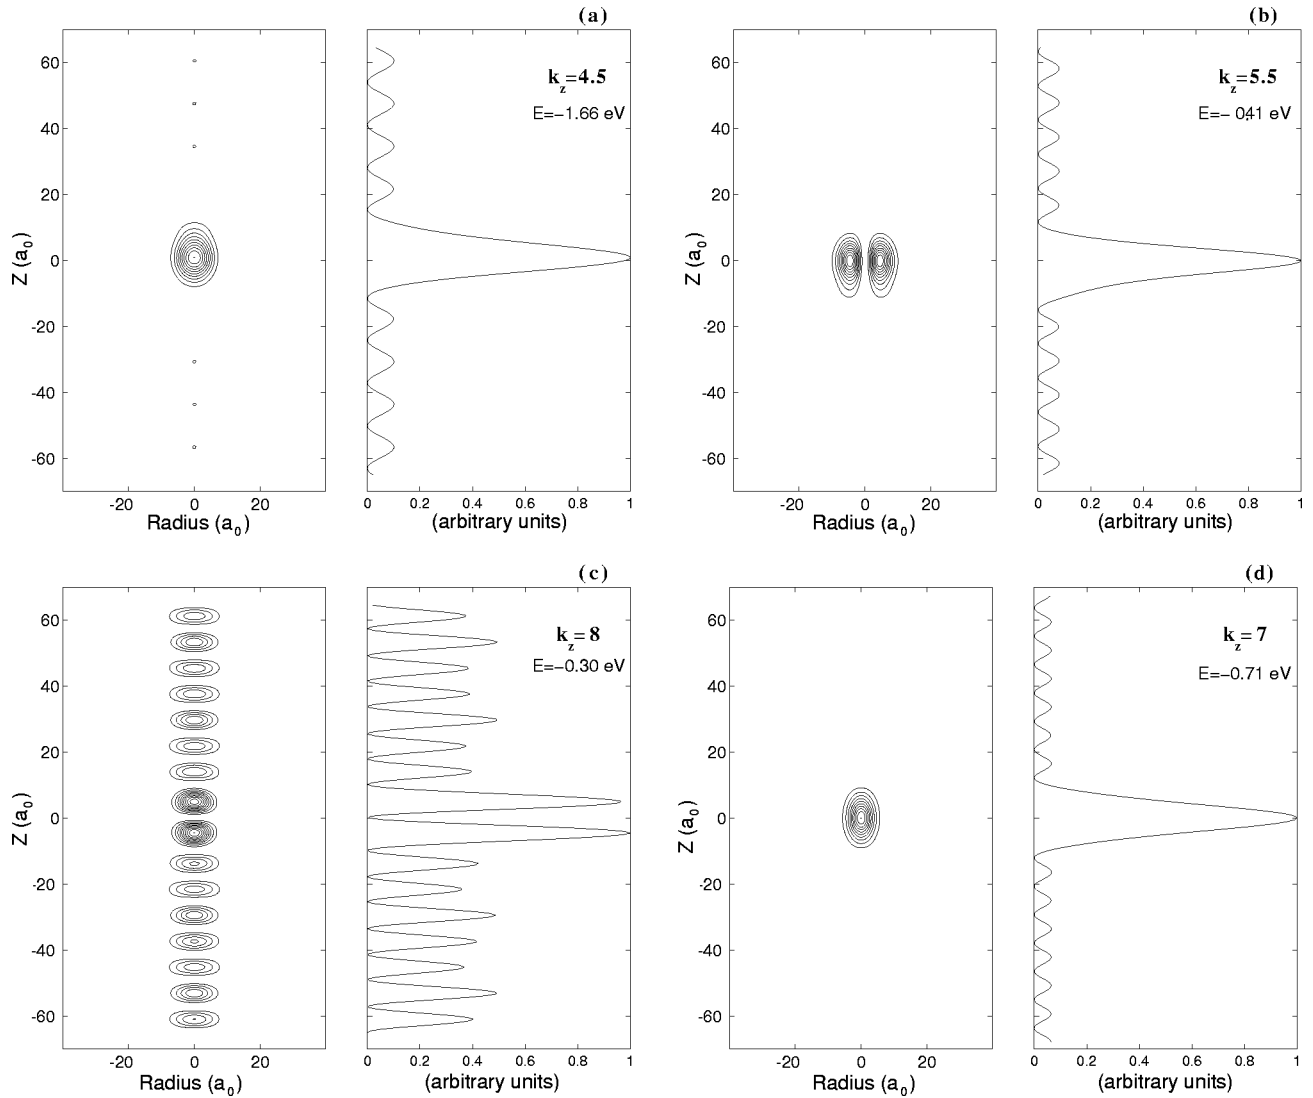 (a)
k_z=4.5
E=−1.66 eV
60
40
20
0
-20
-40
-60
Z (a_0)
-20 0 20
Radius (a_0)
0 0.2 0.4 0.6 0.8 1
(arbitrary units)
(b)
k_z=5.5
E=− 0.41 eV
60
40
20
0
-20
-40
-60
Z (a_0)
-20 0 20
Radius (a_0)
0 0.2 0.4 0.6 0.8 1
(arbitrary units)
(c)
k_z=8
E=−0.30 eV
60
40
20
0
-20
-40
-60
Z (a_0)
-20 0 20
Radius (a_0)
0 0.2 0.4 0.6 0.8 1
(arbitrary units)
(d)
k_z=7
E=−0.71 eV
60
40
20
0
-20
-40
-60
Z (a_0)
-20 0 20
Radius (a_0)
0 0.2 0.4 0.6 0.8 1
(arbitrary units)